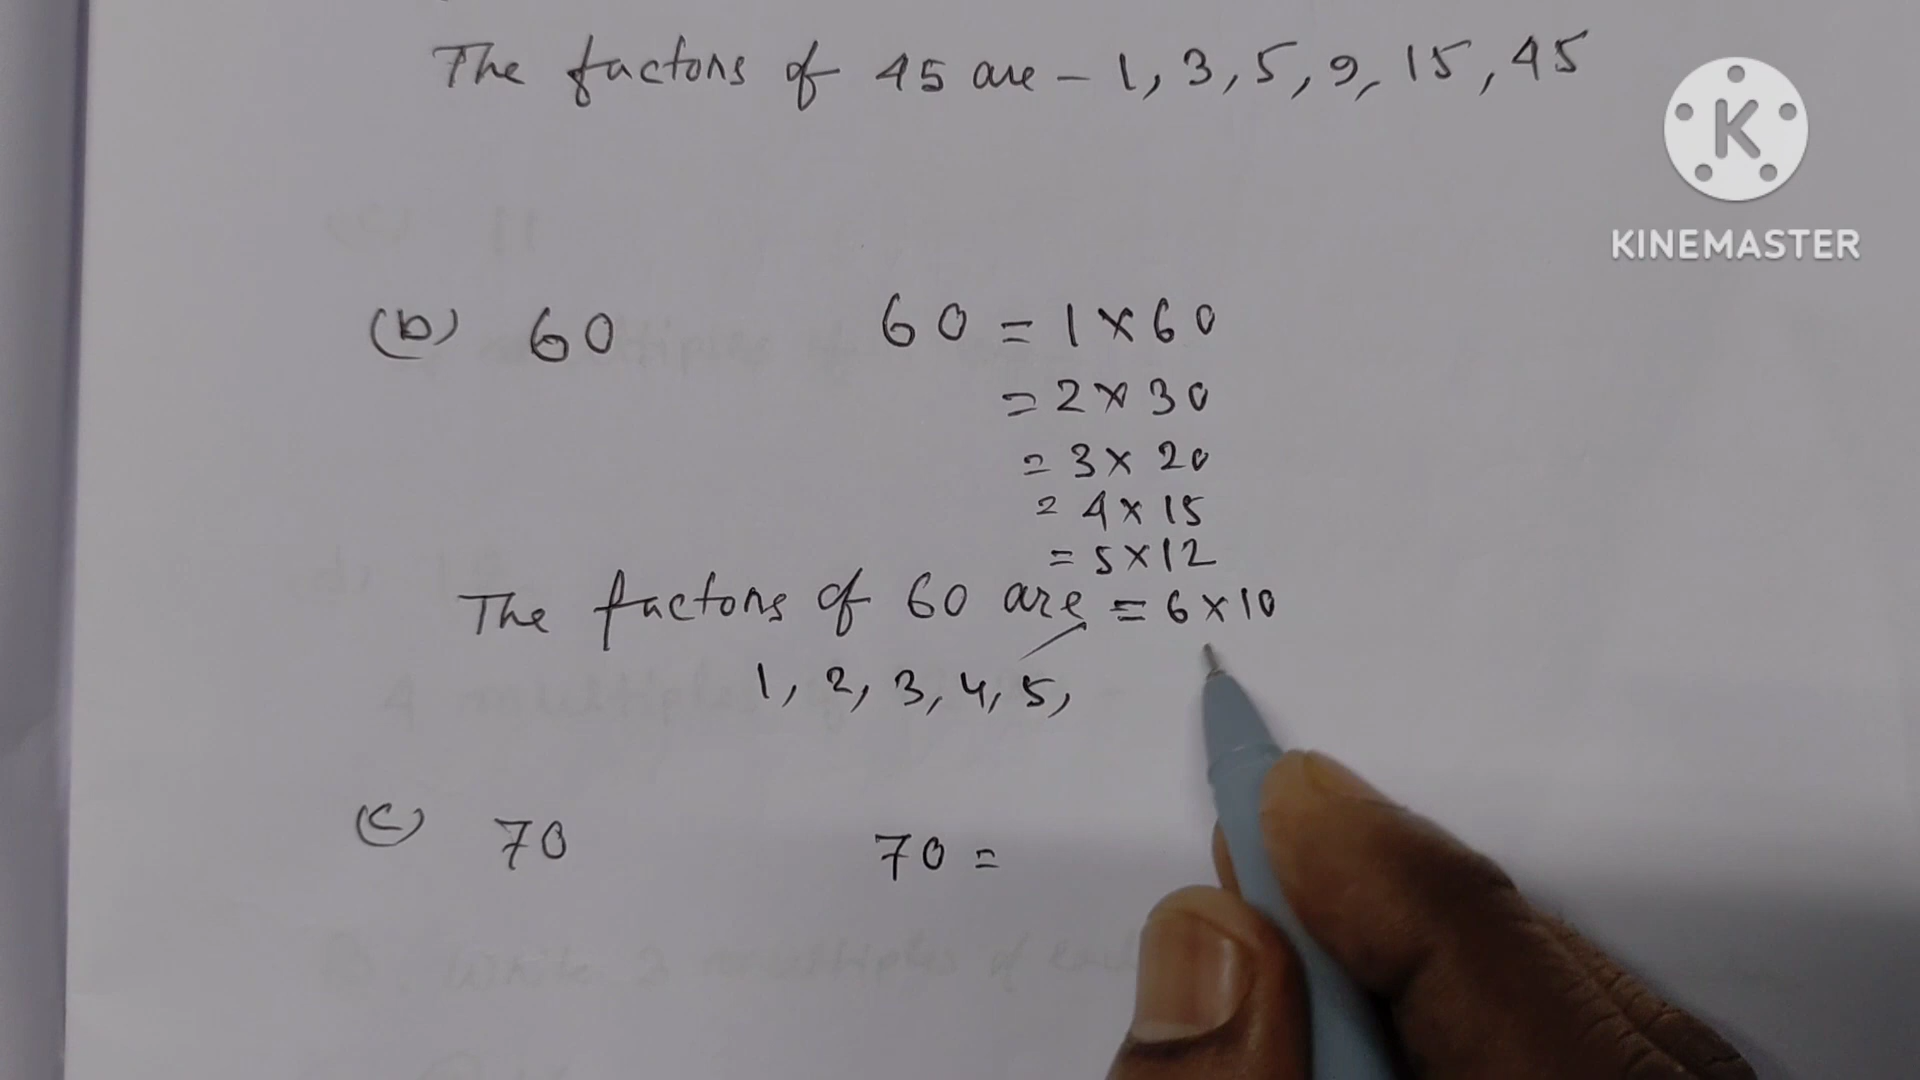 The factors of 45 are - 1, 3, 5, 9, 15, 45
K
KINEMASTER
(b) 60 60 = 1 × 60
= 2 × 30
= 3 × 20
= 4 × 15
= 5 × 12
The factors of 60 are = 6 × 10
1, 2, 3, 4, 5,
(c) 70 70 =